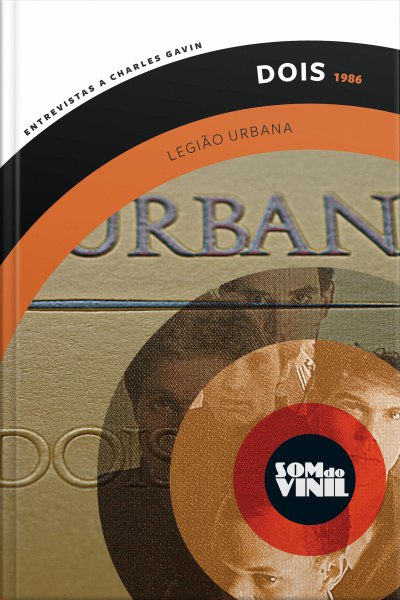 ENTREVISTAS A CHARLES GAVIN
DOIS 1986
LEGIÃO URBANA
URBAN
DOIS
SOM do
VINIL